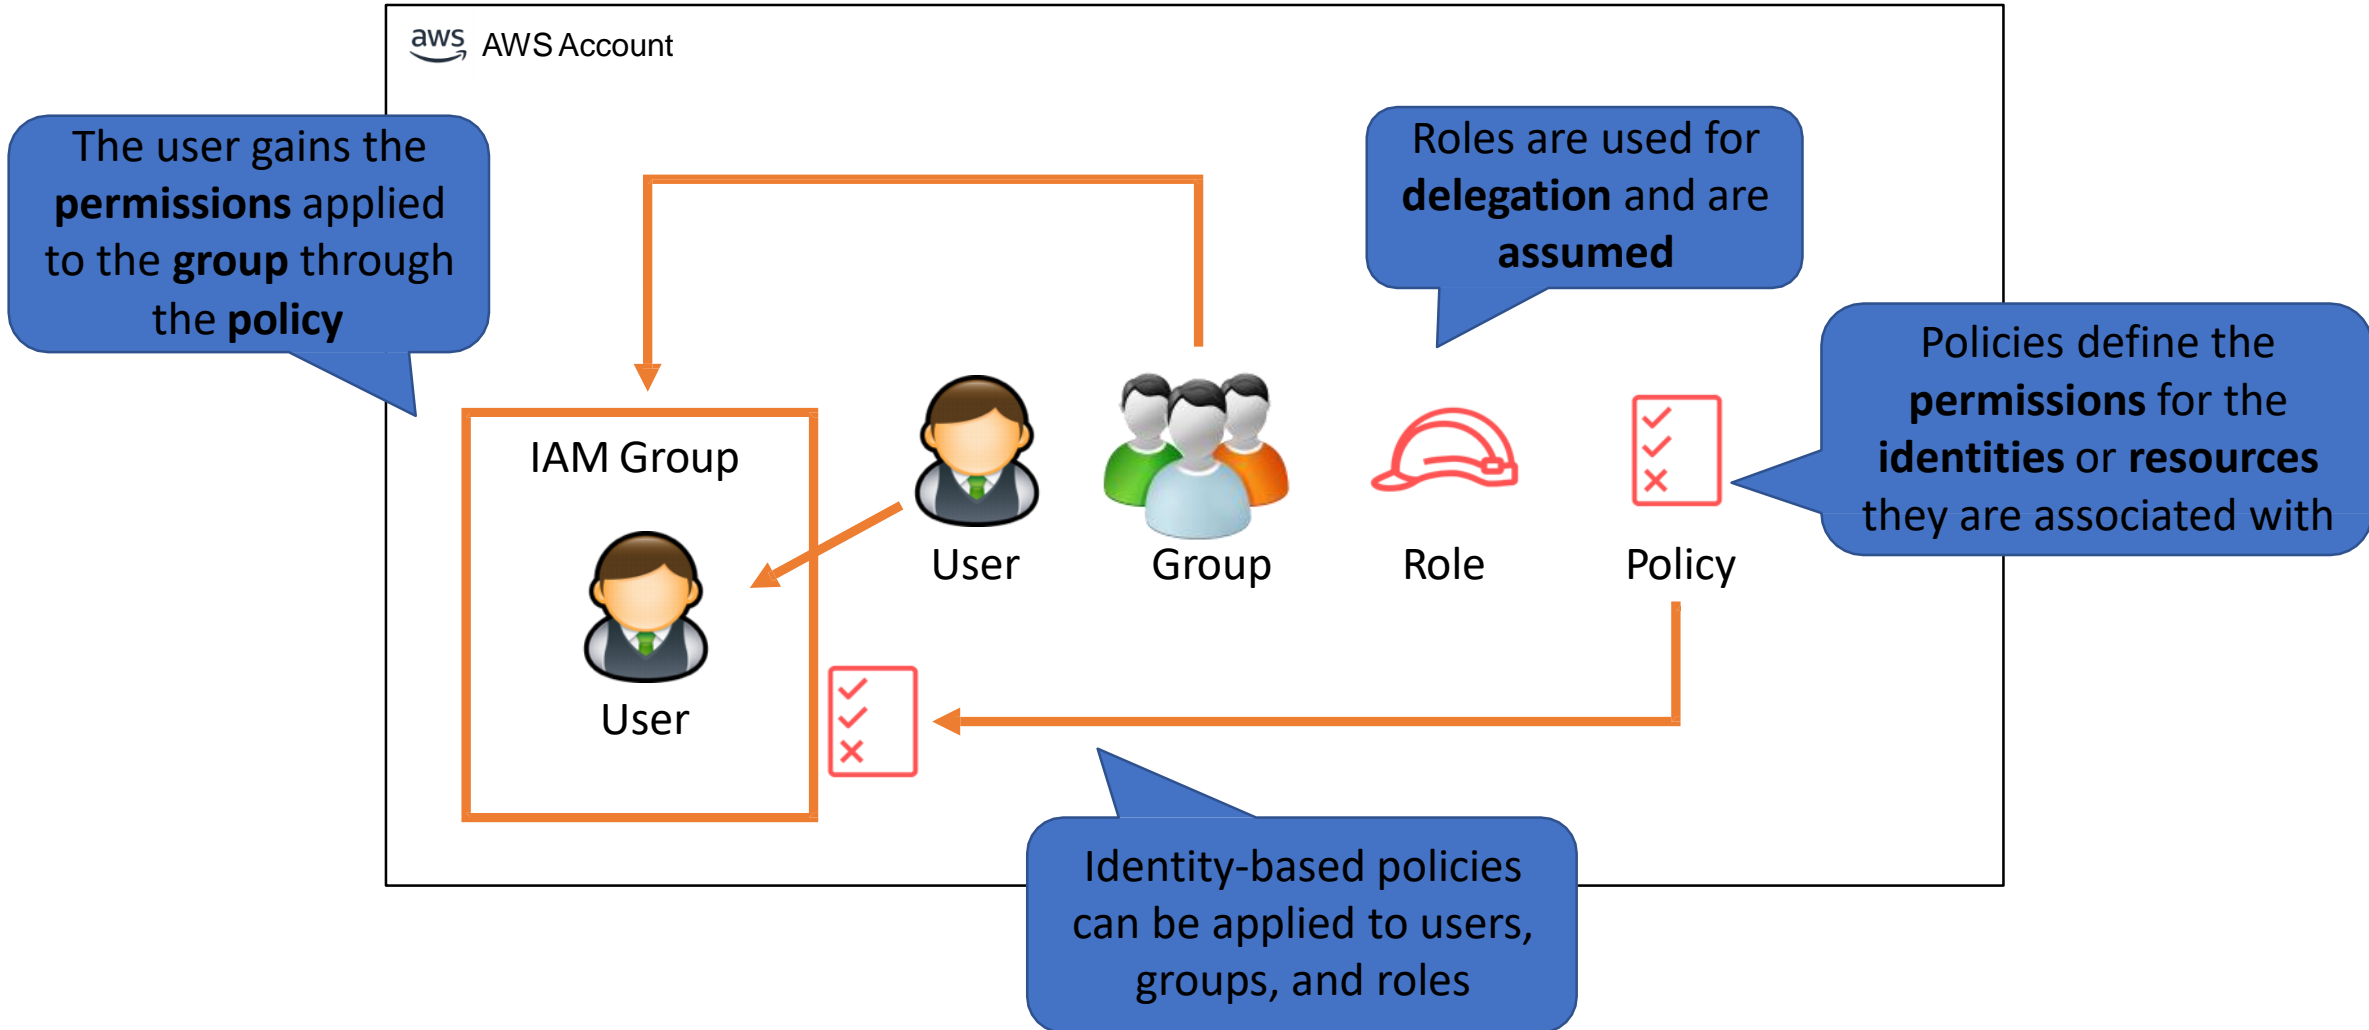 aws AWS Account
The user gains the
permissions applied
to the group through
the policy
Roles are used for
delegation and are
assumed
Policies define the
permissions for the
identities or resources
they are associated with
IAM Group
User
User
Group
Role
Policy
Identity-based policies
can be applied to users,
groups, and roles